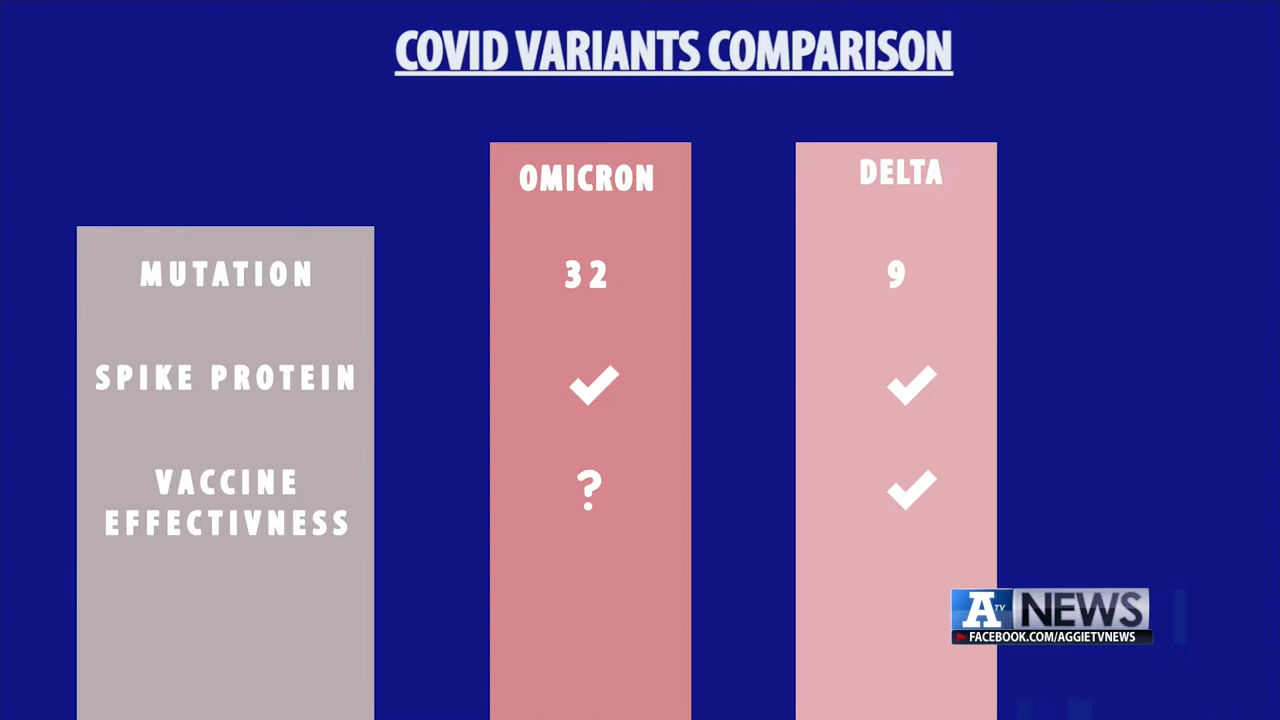 COVID VARIANTS COMPARISON
OMICRON
DELTA
MUTATION
32
9
SPIKE PROTEIN
VACCINE
EFFECTIVNESS
?
A TV NEWS
FACEBOOK.COM/AGGIETVNEWS